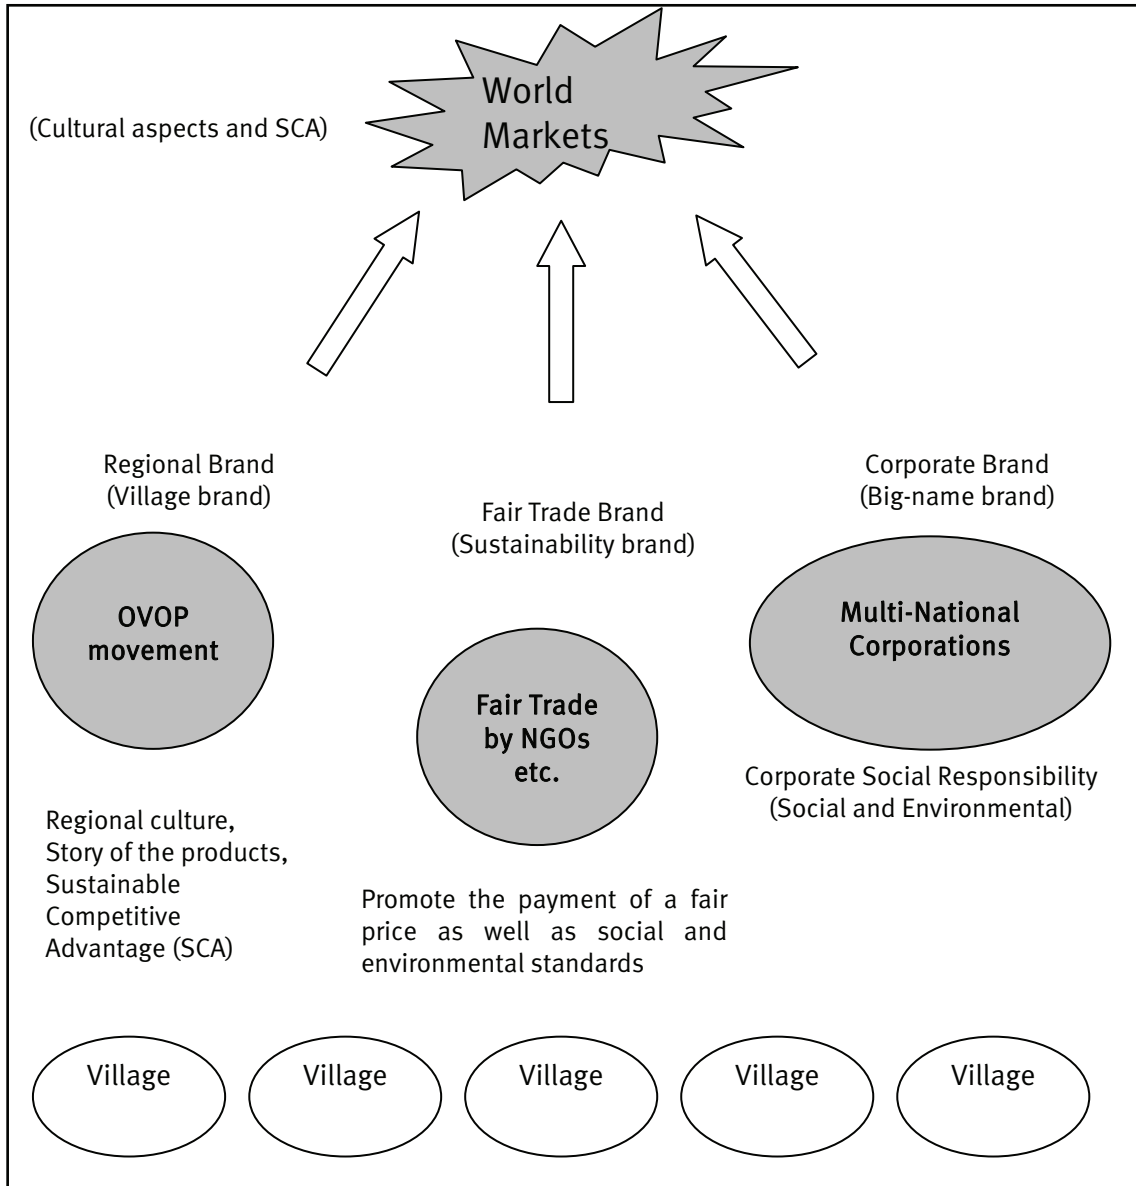 World
Markets
(Cultural aspects and SCA)
Regional Brand
(Village brand)
Fair Trade Brand
(Sustainability brand)
Corporate Brand
(Big-name brand)
OVOP
movement
Fair Trade
by NGOs
etc.
Multi-National
Corporations
Corporate Social Responsibility
(Social and Environmental)
Regional culture,
Story of the products,
Sustainable
Competitive
Advantage (SCA)
Promote the payment of a fair
price as well as social and
environmental standards
Village
Village
Village
Village
Village